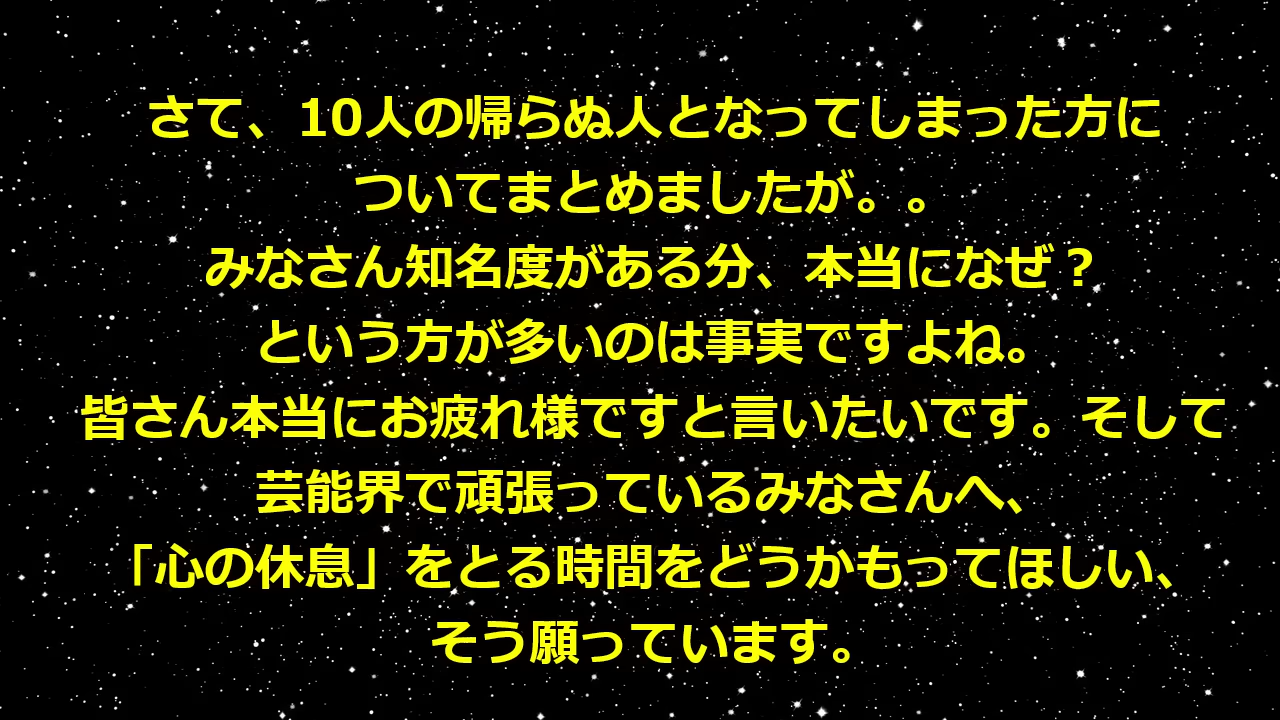 さて、10人の帰らぬ人となってしまった方に
ついてまとめましたが。。
みなさん知名度がある分、本当になぜ？
という方が多いのは事実ですよね。
皆さん本当にお疲れ様ですと言いたいです。そして
芸能界で頑張っているみなさんへ、
「心の休息」をとる時間をどうかもってほしい、
そう願っています。